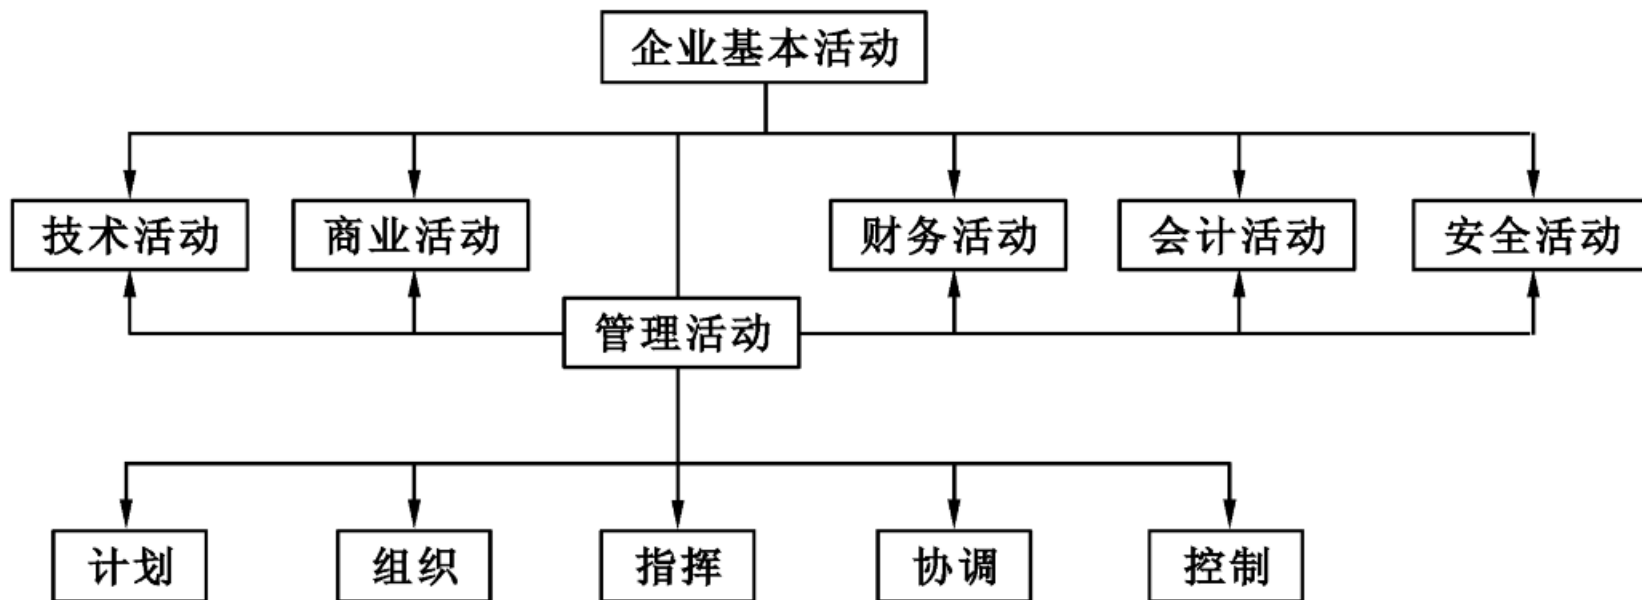 企业基本活动
技术活动
商业活动
财务活动
会计活动
安全活动
管理活动
计划
组织
指挥
协调
控制